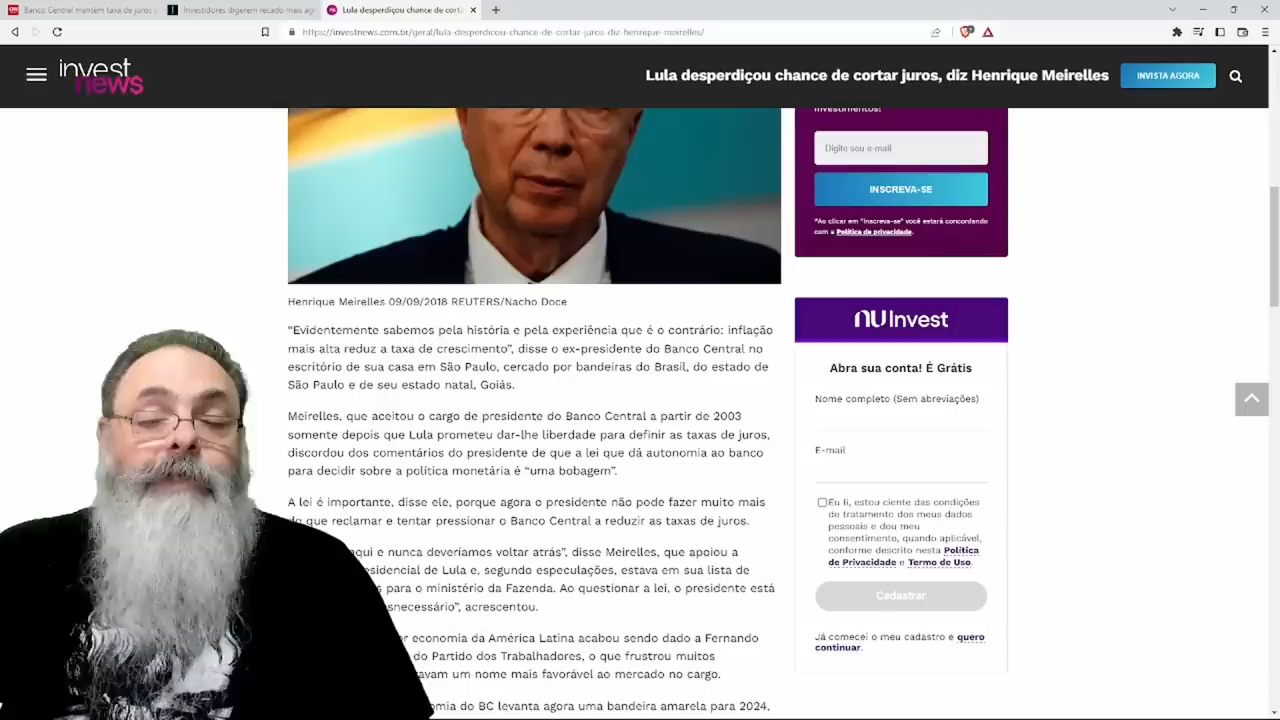 Banco Central mantém taxa de juros
Investidores digerem recado mais
Lula desperdiçou chance de corta
https://investnews.com.br/geral/lula-desperdicou-chance-de-cortar-juros-diz-henrique-meirelles/
invest
news
Lula desperdiçou chance de cortar juros, diz Henrique Meirelles
INVISTA AGORA
investimentos!
Digite seu e-mail
INSCREVA-SE
*Ao clicar em "Inscreva-se" você estará concordando
com a Política de privacidade.
Henrique Meirelles 09/09/2018 REUTERS/Nacho Doce
“Evidentemente sabemos pela história e pela experiência que é o contrário: inflação
mais alta reduz a taxa de crescimento”, disse o ex-presidente do Banco Central no
escritório de sua casa em São Paulo, cercado por bandeiras do Brasil, do estado de
São Paulo e de seu estado natal, Goiás.
Meirelles, que aceitou o cargo de presidente do Banco Central a partir de 2003
somente depois que Lula prometeu dar-lhe liberdade para definir as taxas de juros,
discordou dos comentários do presidente de que a lei que dá autonomia ao banco
para decidir sobre a política monetária é “uma bobagem”.
A lei é importante, disse ele, porque agora o presidente não pode fazer muito mais
do que reclamar e tentar pressionar o Banco Central a reduzir as taxas de juros.
aqui e nunca deveríamos voltar atrás”, disse Meirelles, que apoiou a
esidencial de Lula e, segundo especulações, estava em sua lista de
para o ministério da Fazenda. Ao questionar a lei, o presidente está
snecessário”, acrescentou.
or economia da América Latina acabou sendo dado a Fernando
do Partido dos Trabalhadores, o que frustrou muitos
avam um nome mais favorável ao mercado no cargo.
omia do BC levanta agora uma bandeira amarela para 2024,
nuInvest
Abra sua conta! É Grátis
Nome completo (Sem abreviações)
E-mail
Eu li, estou ciente das condições
de tratamento dos meus dados
pessoais e dou meu
consentimento, quando aplicável,
conforme descrito nesta Política
de Privacidade e Termo de Uso.
Cadastrar
Já comecei o meu cadastro e quero
continuar.